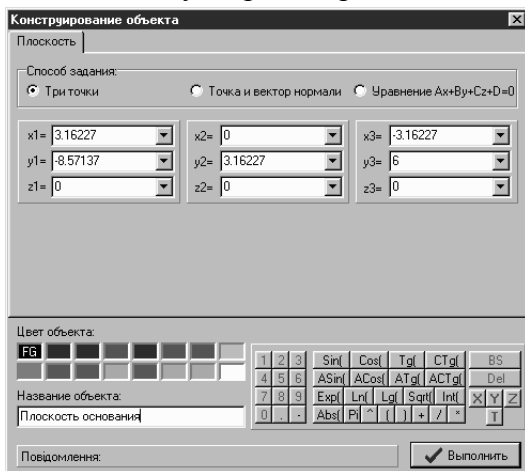 Конструирование объекта
Плоскость
Способ задания:
Три точки Точка и вектор нормали Уравнение Ax+By+Cz+D=0
x1= 3.16227 x2= 0 x3= -3.16227
y1= -8.57137 y2= 3.16227 y3= 6
z1= 0 z2= 0 z3= 0
Цвет объекта:
FG
1 2 3 Sin( Cos( Tg( CTg( BS
4 5 6 ASin( ACos( ATg( ACTg( Del
7 8 9 Exp( Ln( Lg( Sqrt( Int( X Y Z
0 . - Abs( Pi ^ ( ) + / * T
Название объекта:
Плоскость основания
Повідомлення:
Выполнить